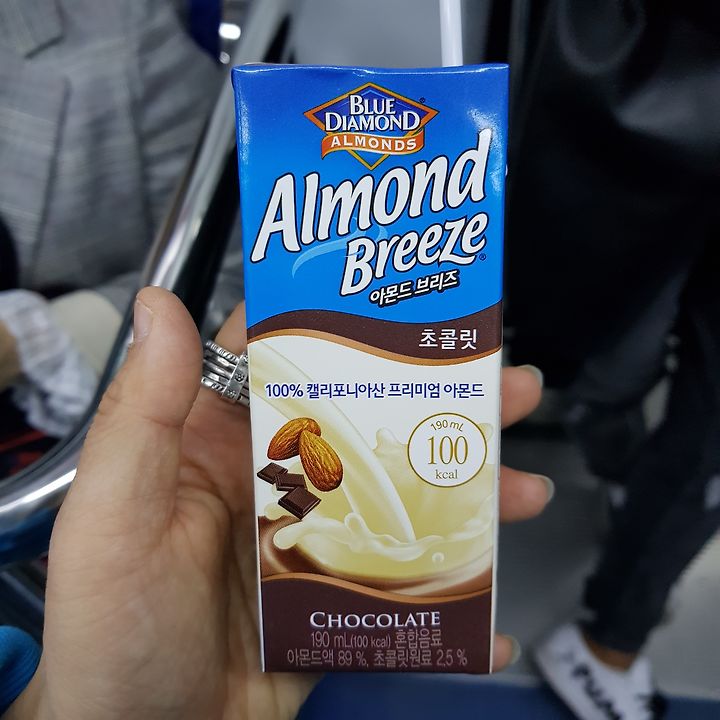 BLUE
DIAMOND®
ALMONDS
Almond
Breeze®
아몬드 브리즈
초콜릿
100% 캘리포니아산 프리미엄 아몬드
190 mL
100
kcal
CHOCOLATE
190 mL(100 kcal) 혼합음료
아몬드액 89 %, 초콜릿원료 2.5 %